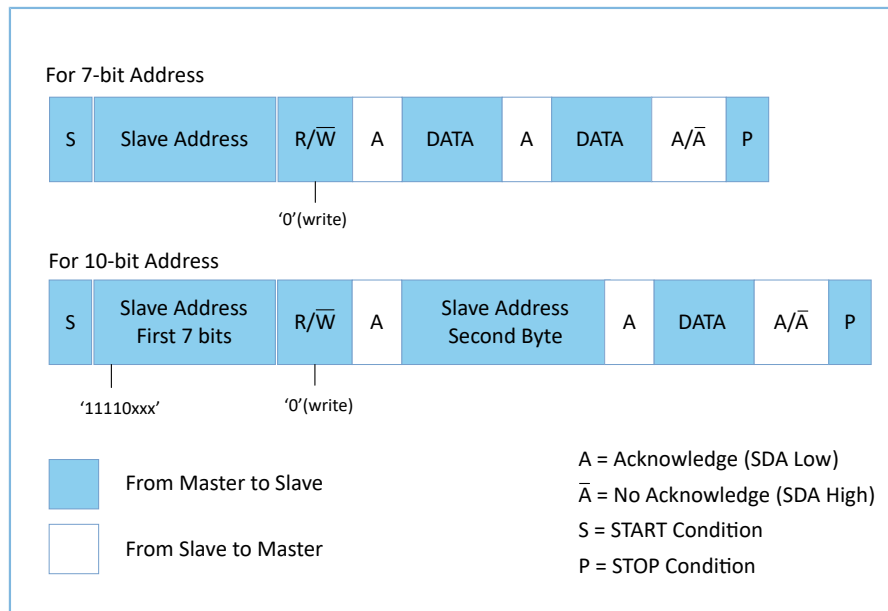 For 7-bit Address
S Slave Address R/W̅ A DATA A DATA A/A̅ P
‘0’(write)
For 10-bit Address
S Slave Address First 7 bits R/W̅ A Slave Address Second Byte A DATA A/A̅ P
‘11110xxx’ ‘0’(write)
From Master to Slave
From Slave to Master
A = Acknowledge (SDA Low)
A̅ = No Acknowledge (SDA High)
S = START Condition
P = STOP Condition